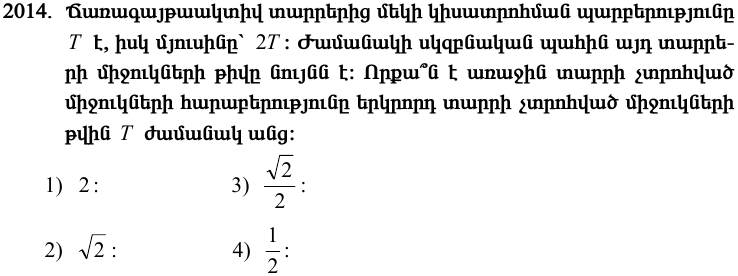 2014. Ճառագայթաակտիվ տարրերից մեկի կիսատրոհման պարբերությունը
T է, իսկ մյուսինը՝ 2T: Ժամանակի սկզբնական պահին այդ տարրե-
րի միջուկների թիվը նույնն է: Որքա՞ն է առաջին տարրի չտրոհված
միջուկների հարաբերությունը երկրորդ տարրի չտրոհված միջուկների
թվին T ժամանակ անց:
1) 2: 3) √2/2:
2) √2: 4) 1/2: